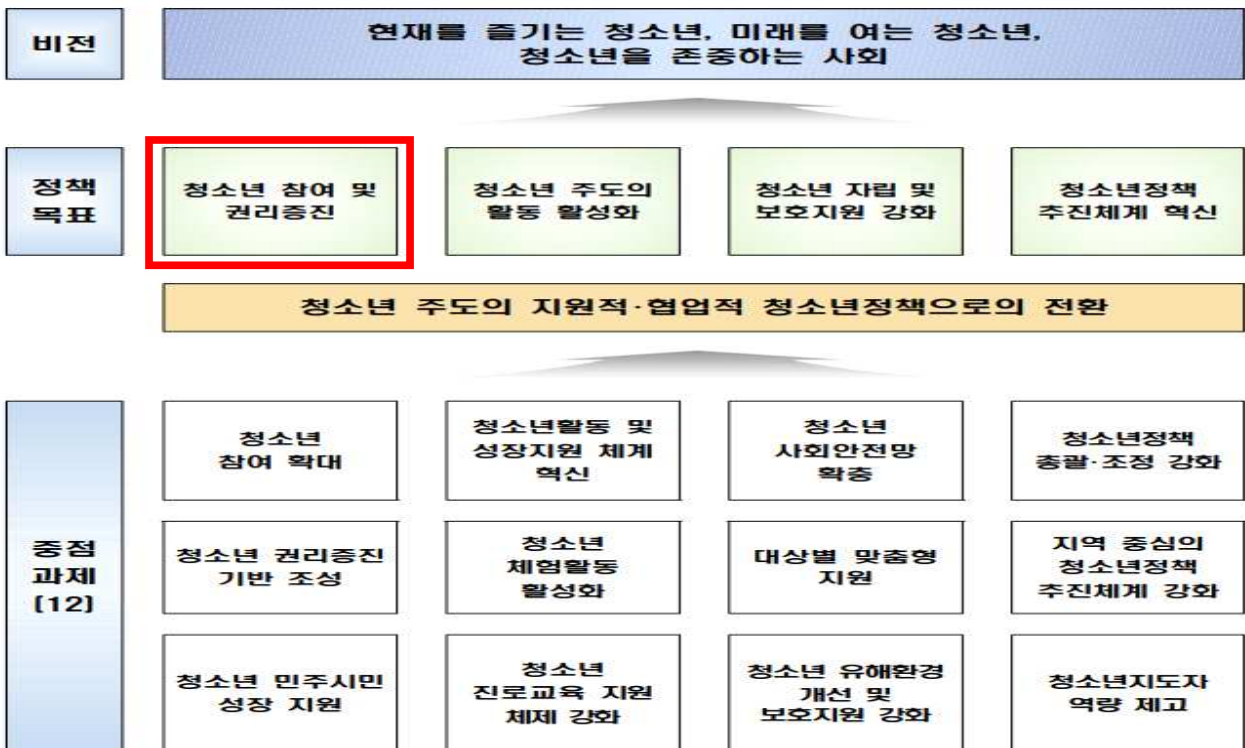 비전
현재를 즐기는 청소년, 미래를 여는 청소년,
청소년을 존중하는 사회
정책
목표
청소년 참여 및
권리증진
청소년 주도의
활동 활성화
청소년 자립 및
보호지원 강화
청소년정책
추진체계 혁신
청소년 주도의 지원적·협업적 청소년정책으로의 전환
중점
과제
[12]
청소년
참여 확대
청소년활동 및
성장지원 체계
혁신
청소년
사회안전망
확충
청소년정책
총괄·조정 강화
청소년 권리증진
기반 조성
청소년
체험활동
활성화
대상별 맞춤형
지원
지역 중심의
청소년정책
추진체계 강화
청소년 민주시민
성장 지원
청소년
진로교육 지원
체제 강화
청소년 유해환경
개선 및
보호지원 강화
청소년지도자
역량 제고